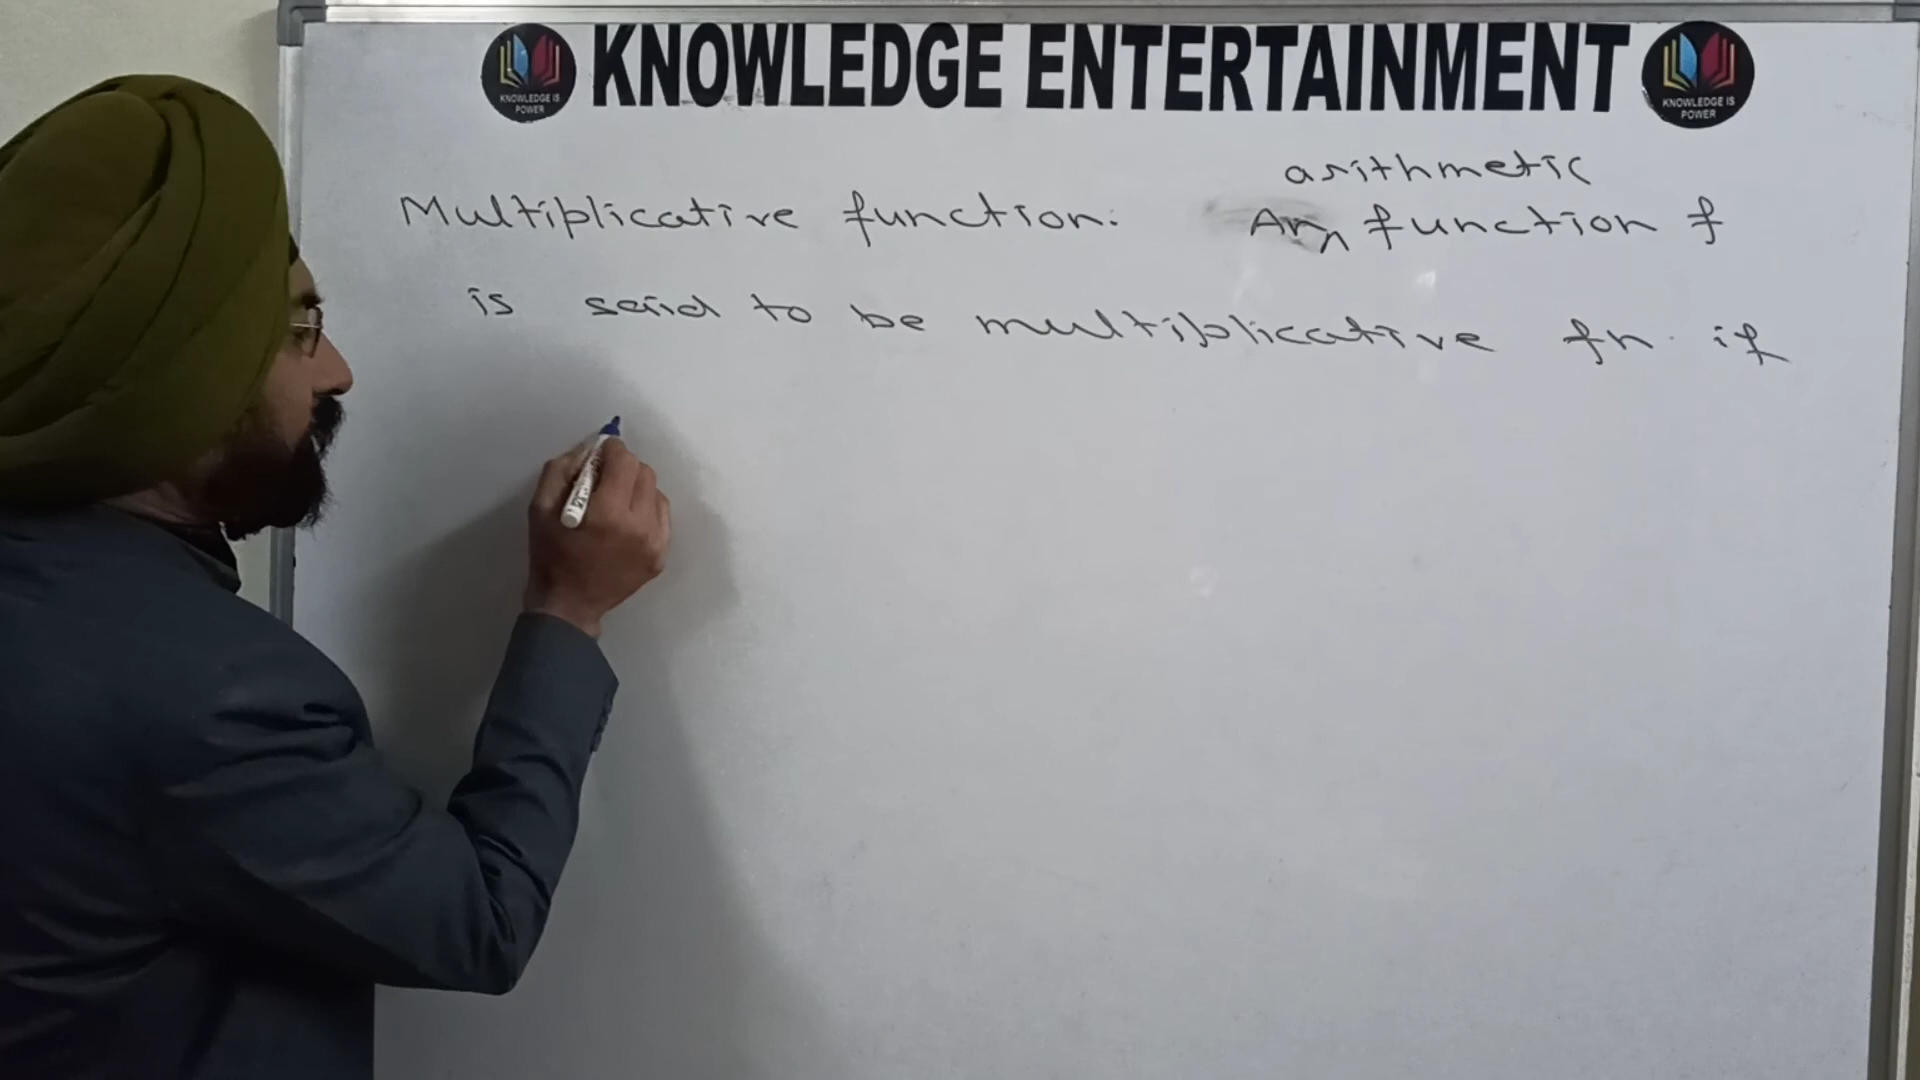 KNOWLEDGE IS POWER KNOWLEDGE ENTERTAINMENT KNOWLEDGE IS POWER
arithmetic
Multiplicative function: An function f
is said to be multiplicative fn. if